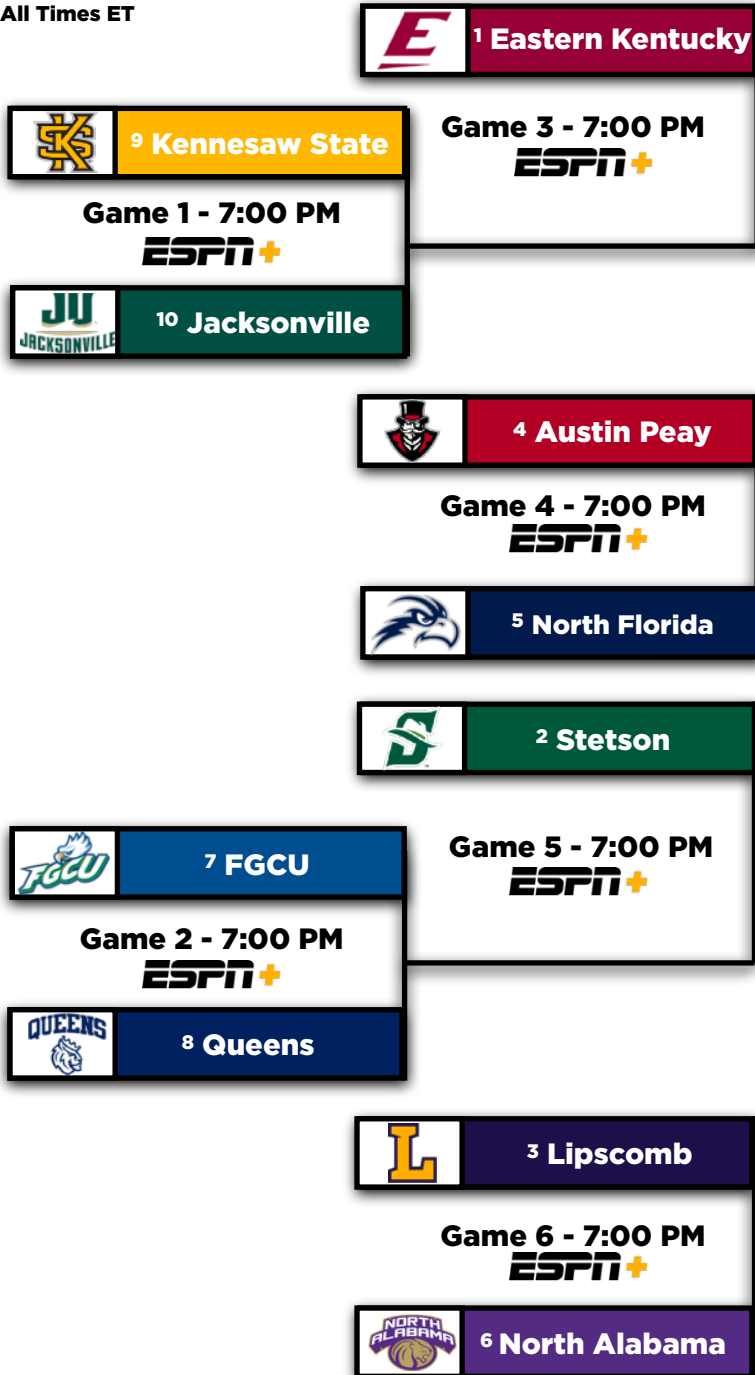 All Times ET
E
1 Eastern Kentucky
Game 3 - 7:00 PM
ESPN+
KS
9 Kennesaw State
Game 1 - 7:00 PM
ESPN+
JU
JACKSONVILLE
10 Jacksonville
4 Austin Peay
Game 4 - 7:00 PM
ESPN+
5 North Florida
S
2 Stetson
Game 5 - 7:00 PM
ESPN+
FGCU
7 FGCU
Game 2 - 7:00 PM
ESPN+
QUEENS
8 Queens
L
3 Lipscomb
Game 6 - 7:00 PM
ESPN+
NORTH
ALABAMA
6 North Alabama